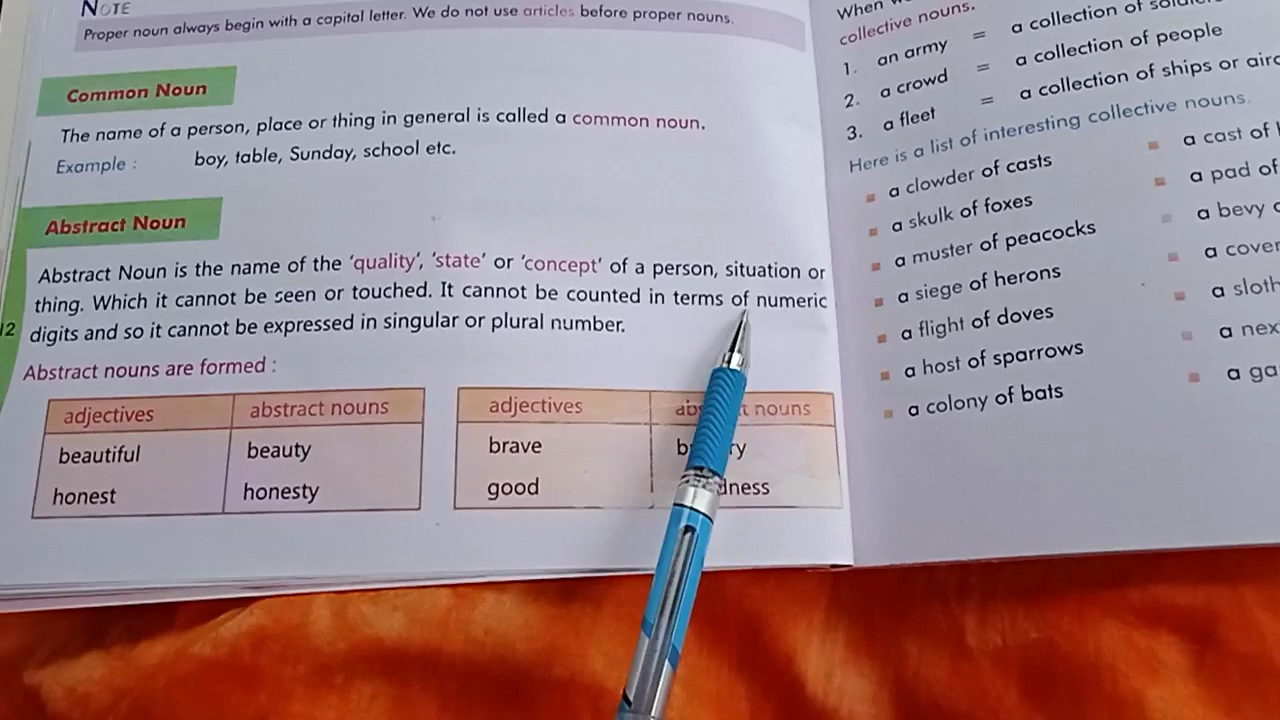 NOTE
Proper noun always begin with a capital letter. We do not use articles before proper nouns.
Common Noun
The name of a person, place or thing in general is called a common noun.
Example : boy, table, Sunday, school etc.
Abstract Noun
Abstract Noun is the name of the 'quality', 'state' or 'concept' of a person, situation or
thing. Which it cannot be seen or touched. It cannot be counted in terms of numeric
digits and so it cannot be expressed in singular or plural number.
Abstract nouns are formed :
adjectives abstract nouns
beautiful beauty
honest honesty
adjectives nouns
brave
good
When
collective nouns.
1. an army = a collection of
2. a crowd = a collection of people
3. a fleet = a collection of ships or
Here is a list of interesting collective nouns.
a clowder of casts
a skulk of foxes
a muster of peacocks
a siege of herons
a flight of doves
a host of sparrows
a colony of bats
a cast of
a pad of
a bevy
a
a
a
a